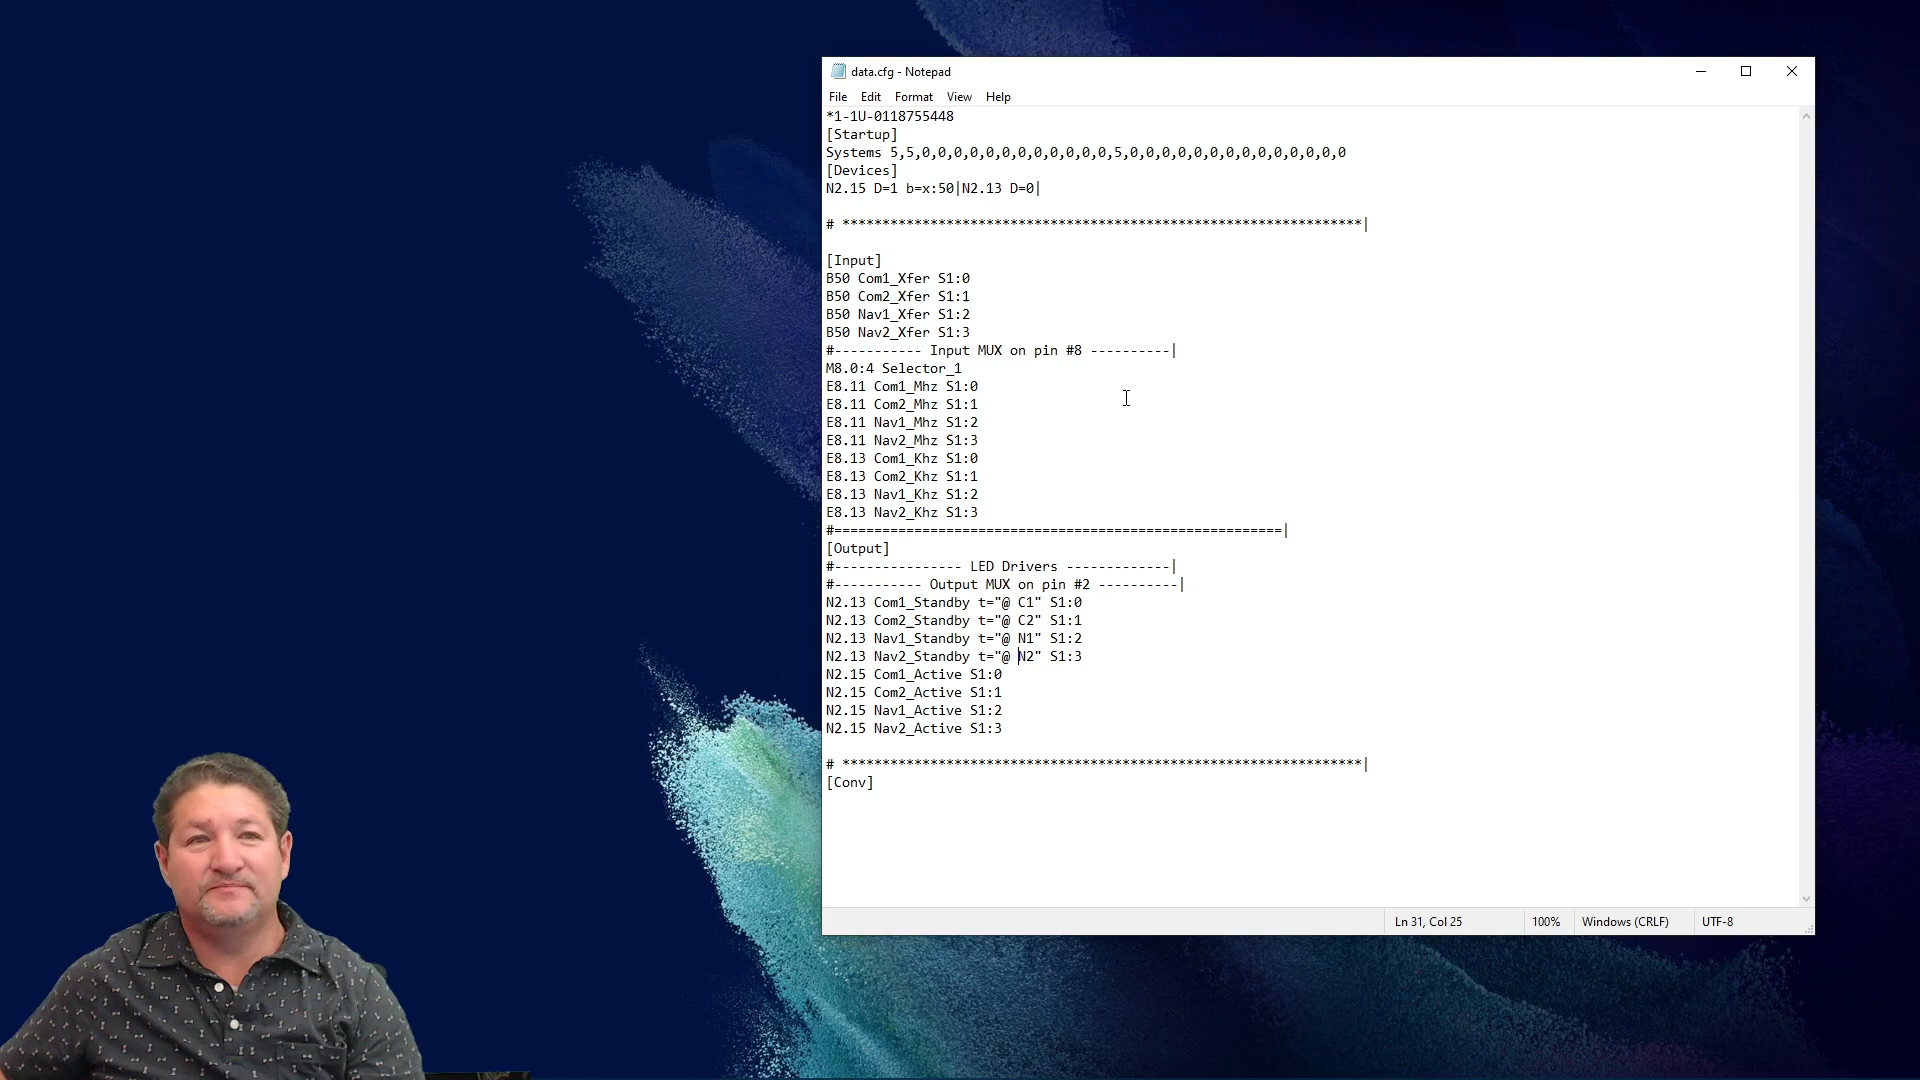 data.cfg - Notepad
File Edit Format View Help
*1-1U-0118755448
[Startup]
Systems 5,5,0,0,0,0,0,0,0,0,0,0,0,0,5,0,0,0,0,0,0,0,0,0,0,0,0,0,0
[Devices]
N2.15 D=1 b=x:50|N2.13 D=0|
# *****************************************************************|
[Input]
B50 Com1_Xfer S1:0
B50 Com2_Xfer S1:1
B50 Nav1_Xfer S1:2
B50 Nav2_Xfer S1:3
#----------- Input MUX on pin #8 ----------|
M8.0:4 Selector_1
E8.11 Com1_Mhz S1:0
E8.11 Com2_Mhz S1:1
E8.11 Nav1_Mhz S1:2
E8.11 Nav2_Mhz S1:3
E8.13 Com1_Khz S1:0
E8.13 Com2_Khz S1:1
E8.13 Nav1_Khz S1:2
E8.13 Nav2_Khz S1:3
#========================================================|
[Output]
#---------------- LED Drivers -------------|
#----------- Output MUX on pin #2 ----------|
N2.13 Com1_Standby t="@ C1" S1:0
N2.13 Com2_Standby t="@ C2" S1:1
N2.13 Nav1_Standby t="@ N1" S1:2
N2.13 Nav2_Standby t="@ N2" S1:3
N2.15 Com1_Active S1:0
N2.15 Com2_Active S1:1
N2.15 Nav1_Active S1:2
N2.15 Nav2_Active S1:3
# *****************************************************************|
[Conv]
Ln 31, Col 25 100% Windows (CRLF) UTF-8